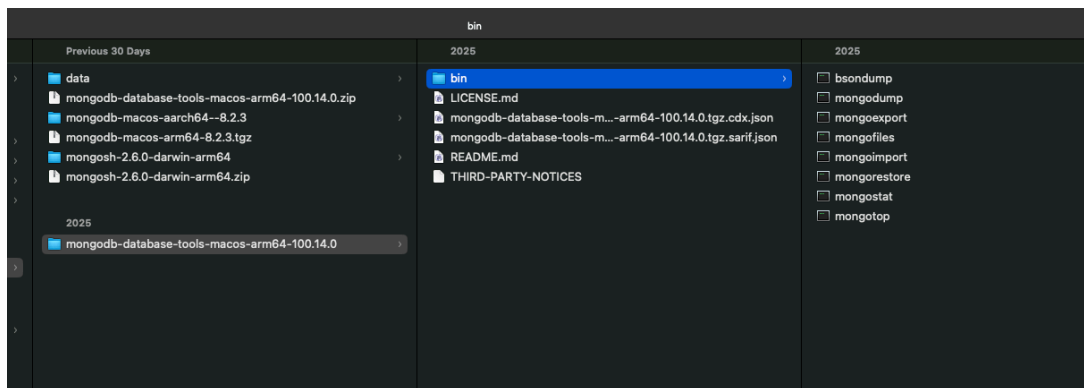 bin
Previous 30 Days
data
mongodb-database-tools-macos-arm64-100.14.0.zip
mongodb-macos-aarch64--8.2.3
mongodb-macos-arm64-8.2.3.tgz
mongosh-2.6.0-darwin-arm64
mongosh-2.6.0-darwin-arm64.zip
2025
mongodb-database-tools-macos-arm64-100.14.0
2025
bin
LICENSE.md
mongodb-database-tools-m...-arm64-100.14.0.tgz.cdx.json
mongodb-database-tools-m...-arm64-100.14.0.tgz.sarif.json
README.md
THIRD-PARTY-NOTICES
2025
bsondump
mongodump
mongoexport
mongofiles
mongoimport
mongorestore
mongostat
mongotop